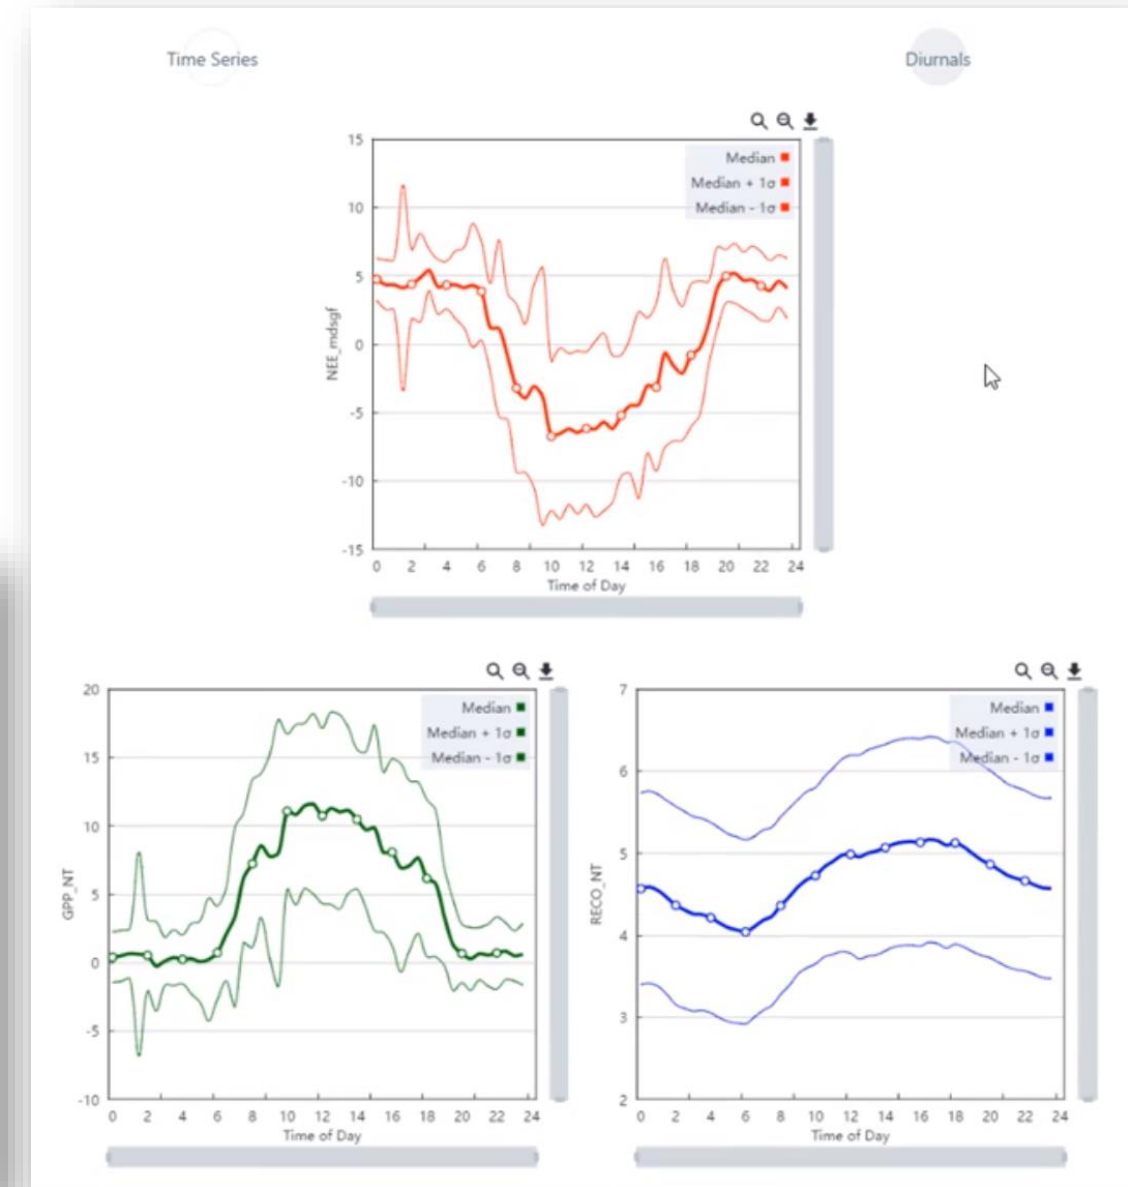 Time Series
Diurnals
15
10
5
0
-5
-10
-15
NEE_mdsgf
Median
Median + 1σ
Median - 1σ
0 2 4 6 8 10 12 14 16 18 20 22 24
Time of Day
20
15
10
5
0
-5
-10
GPP_NT
Median
Median + 1σ
Median - 1σ
0 2 4 6 8 10 12 14 16 18 20 22 24
Time of Day
7
6
5
4
3
2
RECO_NT
Median
Median + 1σ
Median - 1σ
0 2 4 6 8 10 12 14 16 18 20 22 24
Time of Day